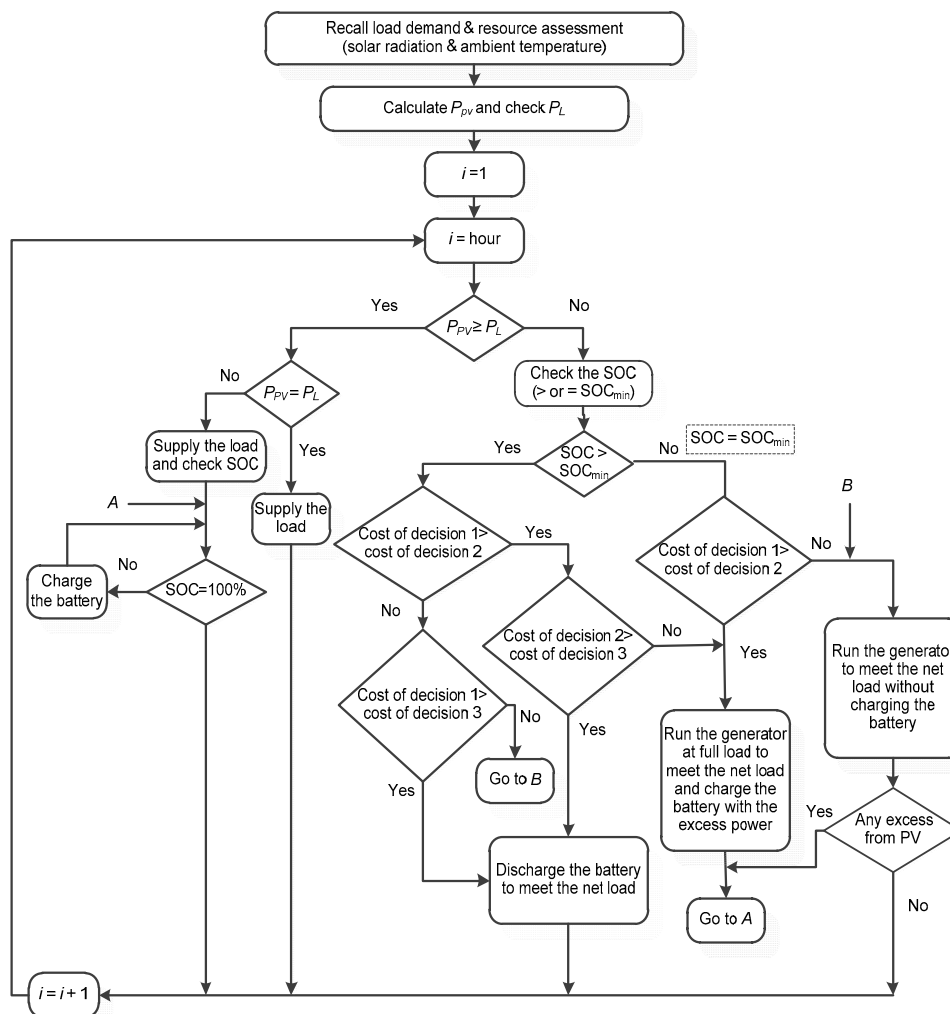 Recall load demand & resource assessment
(solar radiation & ambient temperature)
Calculate Ppv and check PL
i =1
i = hour
Yes
No
PPV ≥ PL
No
PPV = PL
Check the SOC
(> or = SOCmin)
Supply the load
and check SOC
Yes
Yes
SOC >
SOCmin
No
SOC = SOCmin
A
Supply the
load
B
Cost of decision 1>
cost of decision 2
Yes
Cost of decision 1>
cost of decision 2
No
Charge
the battery
No
SOC=100%
No
Cost of decision 2>
cost of decision 3
No
Yes
Run the generato
to meet the net
load without
charging the
battery
Cost of decision 1>
cost of decision 3
No
Yes
Run the generator
at full load to
meet the net load
and charge the
battery with the
excess power
Go to B
Yes
Yes
Any excess
from PV
Discharge the battery
to meet the net load
Go to A
No
i = i + 1